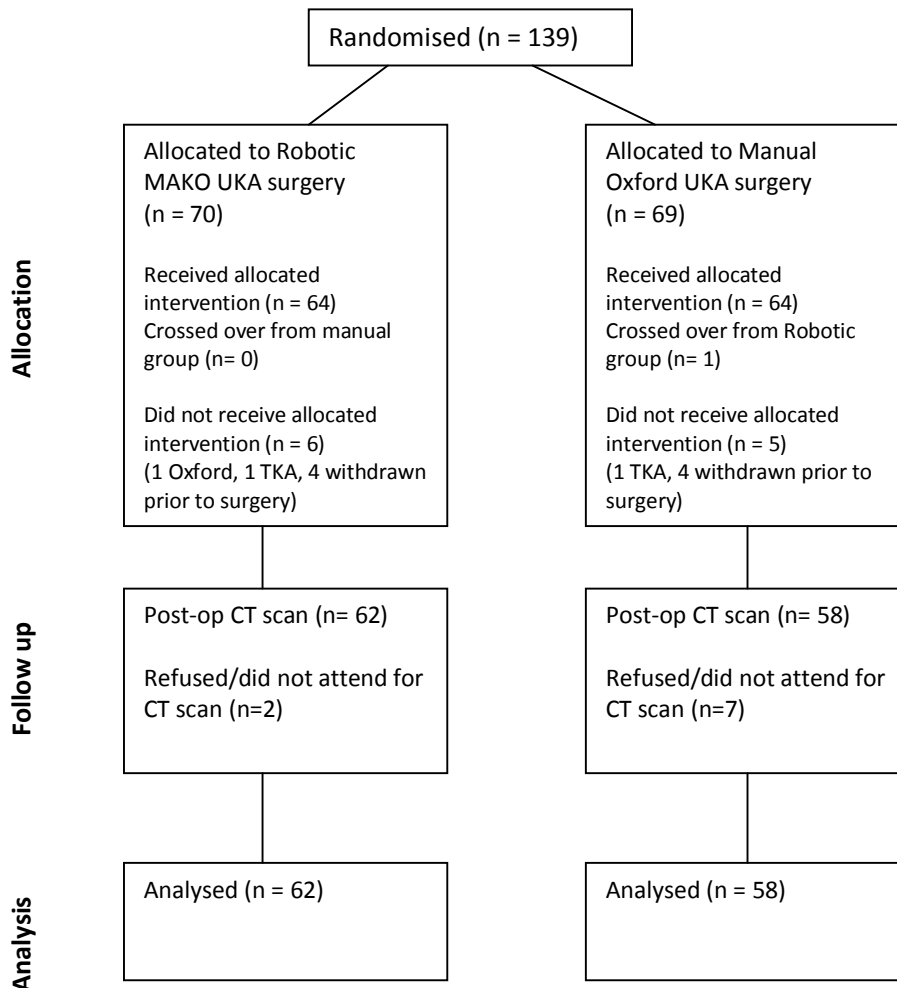 Randomised (n = 139)
Allocation
Allocated to Robotic
MAKO UKA surgery
(n = 70)
Received allocated
intervention (n = 64)
Crossed over from manual
group (n= 0)
Did not receive allocated
intervention (n = 6)
(1 Oxford, 1 TKA, 4 withdrawn
prior to surgery)
Allocated to Manual
Oxford UKA surgery
(n = 69)
Received allocated
intervention (n = 64)
Crossed over from Robotic
group (n= 1)
Did not receive allocated
intervention (n = 5)
(1 TKA, 4 withdrawn prior to
surgery)
Follow up
Post-op CT scan (n= 62)
Refused/did not attend for
CT scan (n=2)
Post-op CT scan (n= 58)
Refused/did not attend for
CT scan (n=7)
Analysis
Analysed (n = 62)
Analysed (n = 58)